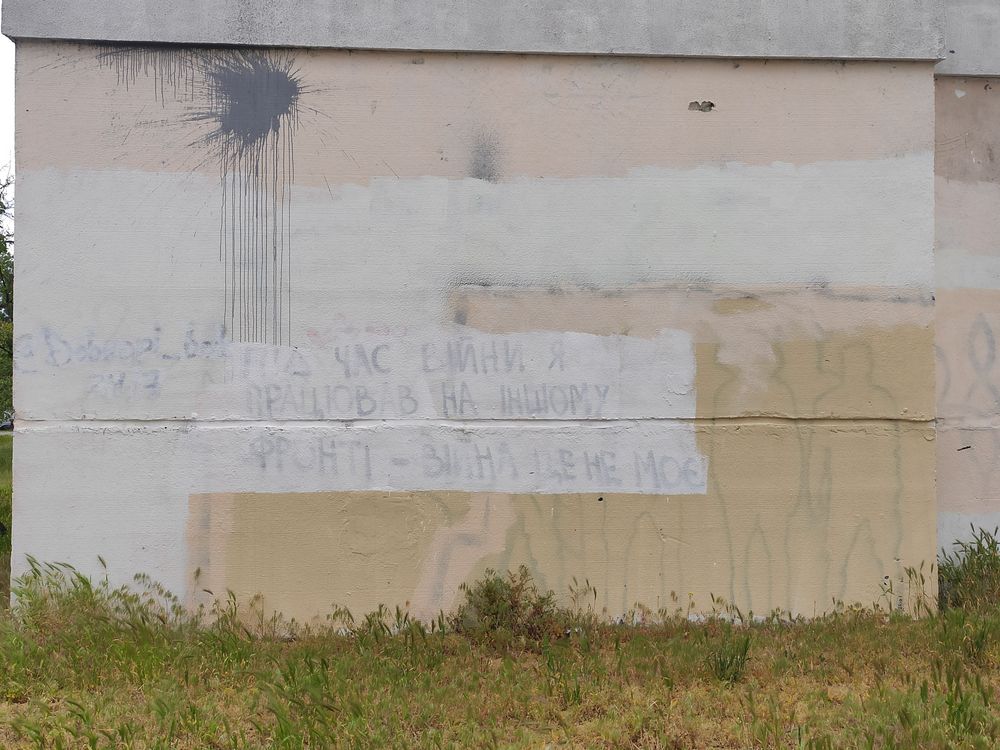 ПІД ЧАС ВІЙНИ Я
ПРАЦЮВАВ НА ІНШОМУ
ФРОНТІ – ВІЙНА ЦЕ НЕ МОЄ